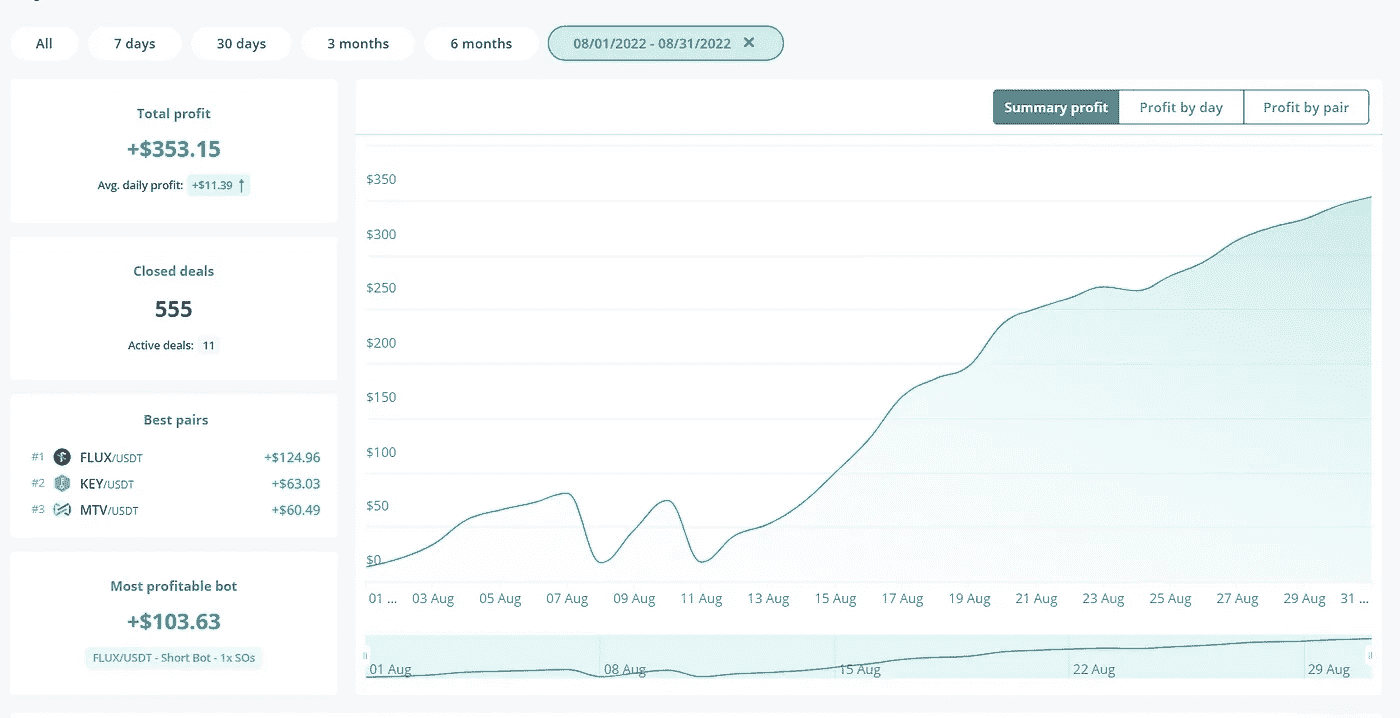 All 7 days 30 days 3 months 6 months 08/01/2022 - 08/31/2022 ✕
Total profit
+$353.15
Avg. daily profit: +$11.39 ↑
Closed deals
555
Active deals: 11
Best pairs
#1 FLUX/USDT +$124.96
#2 KEY/USDT +$63.03
#3 MTV/USDT +$60.49
Most profitable bot
+$103.63
FLUX/USDT - Short Bot - 1x SOs
Summary profit Profit by day Profit by pair
$350
$300
$250
$200
$150
$100
$50
$0
01 ... 03 Aug 05 Aug 07 Aug 09 Aug 11 Aug 13 Aug 15 Aug 17 Aug 19 Aug 21 Aug 23 Aug 25 Aug 27 Aug 29 Aug 31 ...
01 Aug 08 Aug 15 Aug 22 Aug 29 Aug